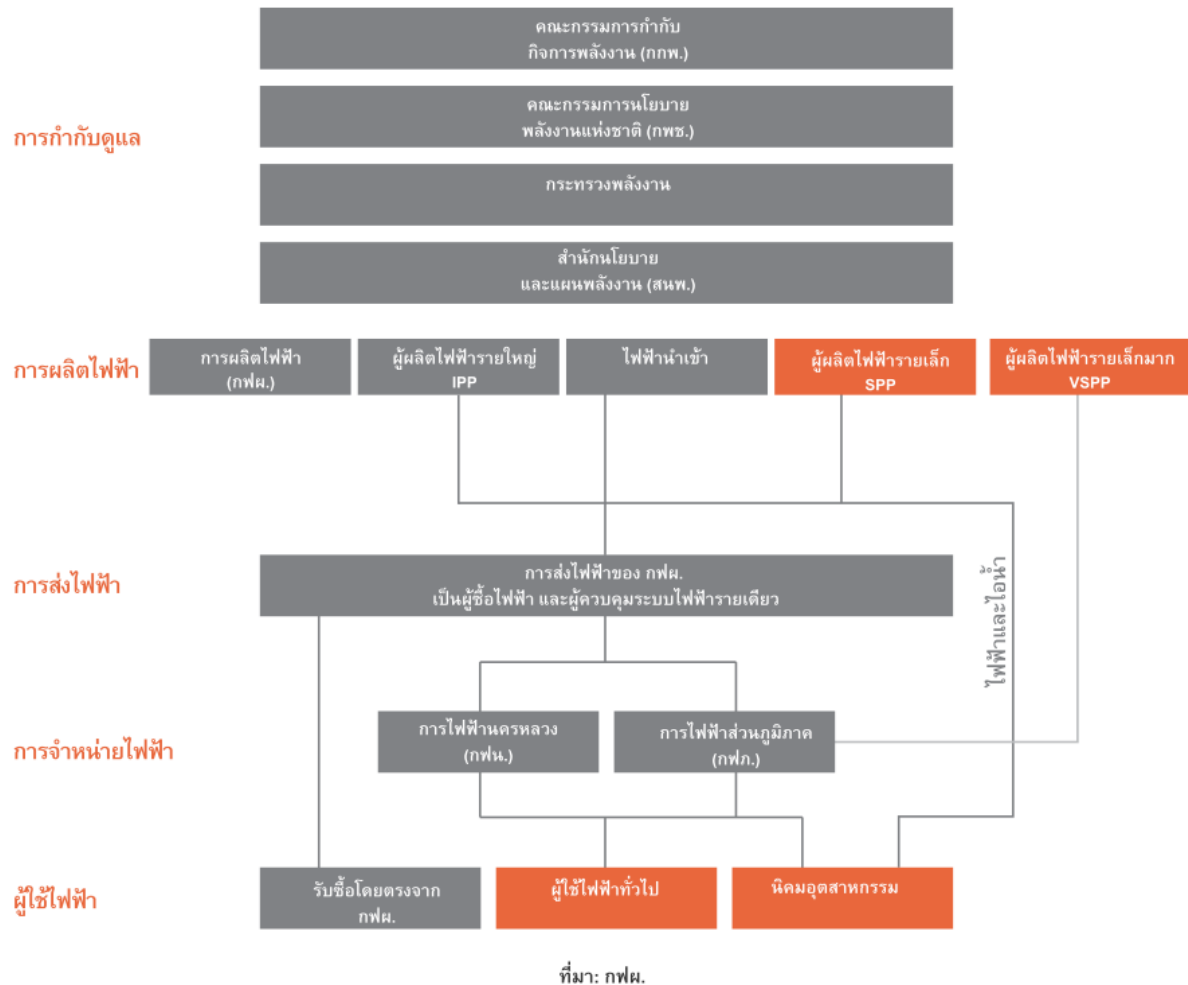 คณะกรรมการกำกับ
กิจการพลังงาน (กกพ.)
การกำกับดูแล
คณะกรรมการนโยบาย
พลังงานแห่งชาติ (กพช.)
กระทรวงพลังงาน
สำนักนโยบาย
และแผนพลังงาน (สนพ.)
การผลิตไฟฟ้า
การผลิตไฟฟ้า
(กฟผ.)
ผู้ผลิตไฟฟ้ารายใหญ่
IPP
ไฟฟ้านำเข้า
ผู้ผลิตไฟฟ้ารายเล็ก
SPP
ผู้ผลิตไฟฟ้ารายเล็กมาก
VSPP
การส่งไฟฟ้า
การส่งไฟฟ้าของ กฟผ.
เป็นผู้ซื้อไฟฟ้า และผู้ควบคุมระบบไฟฟ้ารายเดียว
ไฟฟ้าและไอน้ำ
การจำหน่ายไฟฟ้า
การไฟฟ้านครหลวง
(กฟน.)
การไฟฟ้าส่วนภูมิภาค
(กฟภ.)
ผู้ใช้ไฟฟ้า
รับซื้อโดยตรงจาก
กฟผ.
ผู้ใช้ไฟฟ้าทั่วไป
นิคมอุตสาหกรรม
ที่มา: กฟผ.